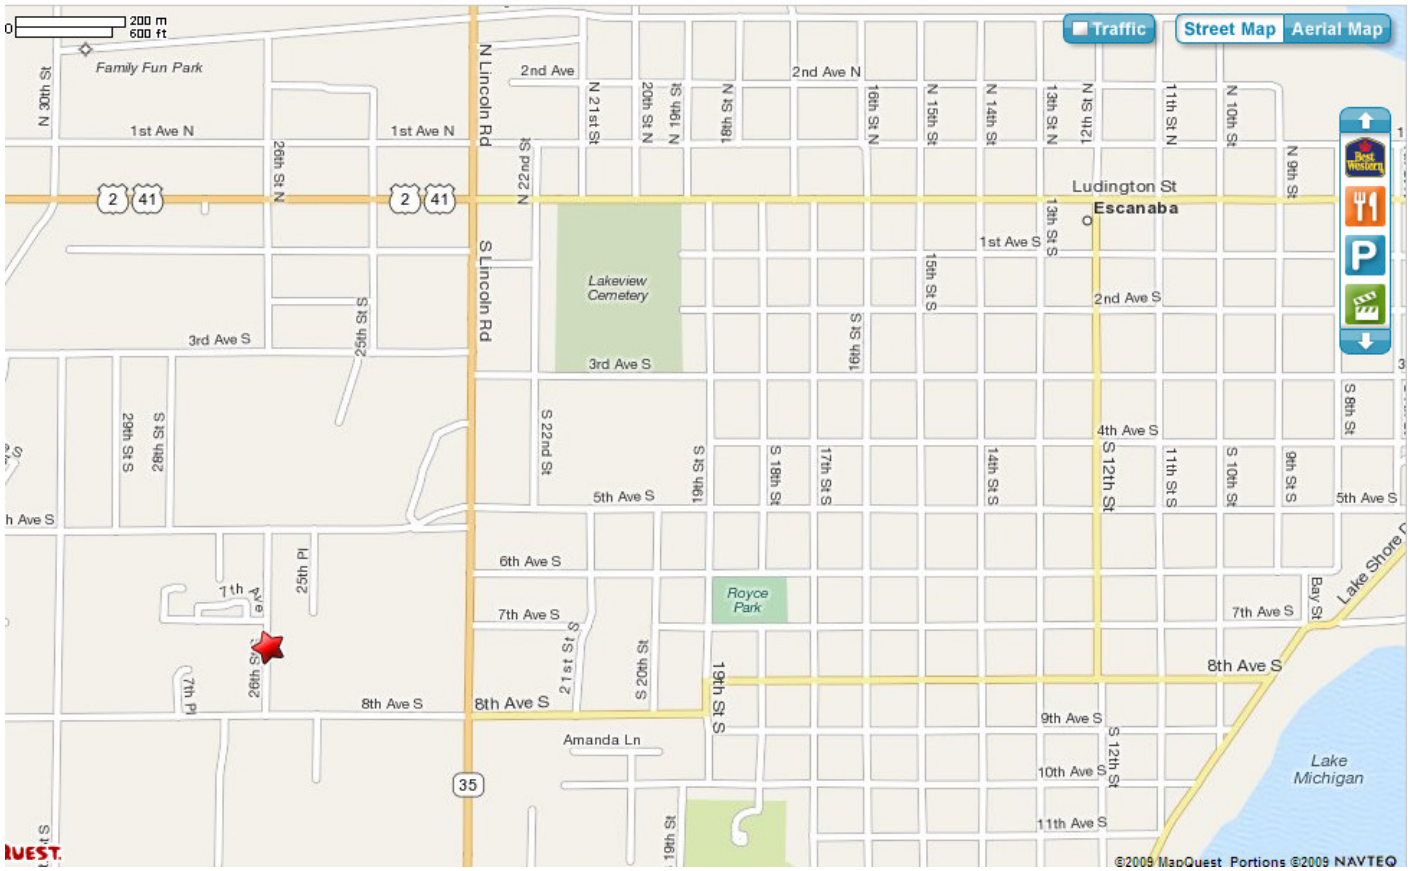 0
200 m
600 ft
Family Fun Park
N 30th St
N Lincoln Rd
2nd Ave
2nd Ave N
N 21st St
20th St N
N 19th St
N 18th St
16th St N
N 15th St
N 14th St
13th St N
N 12th St
11th St N
N 10th St
Traffic
Street Map
Aerial Map
1st Ave N
1st Ave N
26th St N
N 22nd St
N 9th St
1
Best
Western
2
41
2
41
Ludington St
Escanaba
13th St S
1st Ave S
S Lincoln Rd
15th St S
P
Lakeview
Cemetery
2nd Ave S
25th St S
3rd Ave S
16th St S
3rd Ave S
3
29th St S
28th St S
S 22nd St
4th Ave S
S 8th St
19th St S
S 18th St
17th St S
14th St S
S 12th St
11th St S
S 10th St
9th St S
5th Ave S
5th Ave S
h Ave S
6th Ave S
25th Pl
7th Ave
Royce
Park
7th Ave S
7th Ave S
Bay St
Lake Shore D
26th St S
7th Pl
21st St S
S 20th St
19th St S
8th Ave S
8th Ave S
8th Ave S
9th Ave S
Amanda Ln
S 12th St
10th Ave S
35
Lake
Michigan
11th Ave S
19th St
t S
QUEST.
©2009 MapQuest Portions ©2009 NAVTEQ